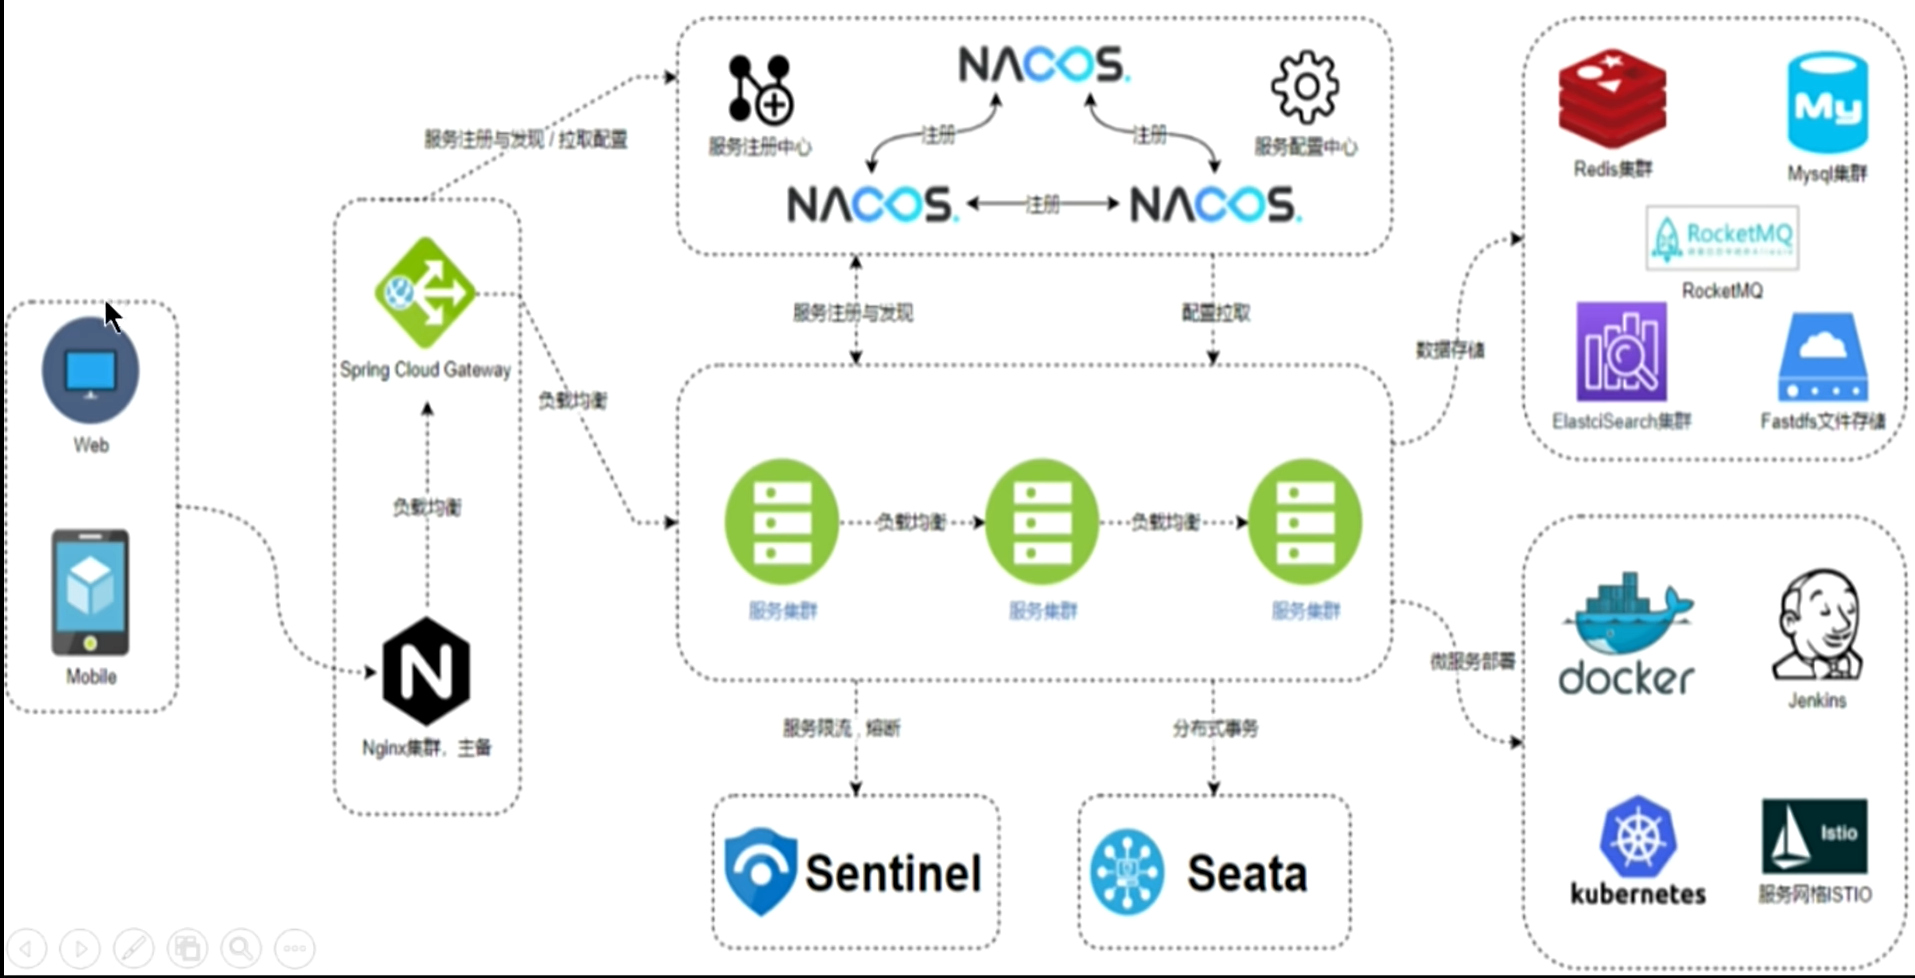 Web
Mobile
服务注册与发现 / 拉取配置
Spring Cloud Gateway
负载均衡
Nginx集群，主备
负载均衡
NACOS.
服务注册中心
服务配置中心
注册
注册
NACOS.
注册
NACOS.
服务注册与发现
配置拉取
负载均衡
负载均衡
服务集群
服务集群
服务集群
服务限流，熔断
分布式事务
Sentinel
Seata
数据存储
微服务部署
Redis集群
My
Mysql集群
RocketMQ
RocketMQ
ElastciSearch集群
Fastdfs文件存储
docker
Jenkins
kubernetes
Istio
服务网格ISTIO